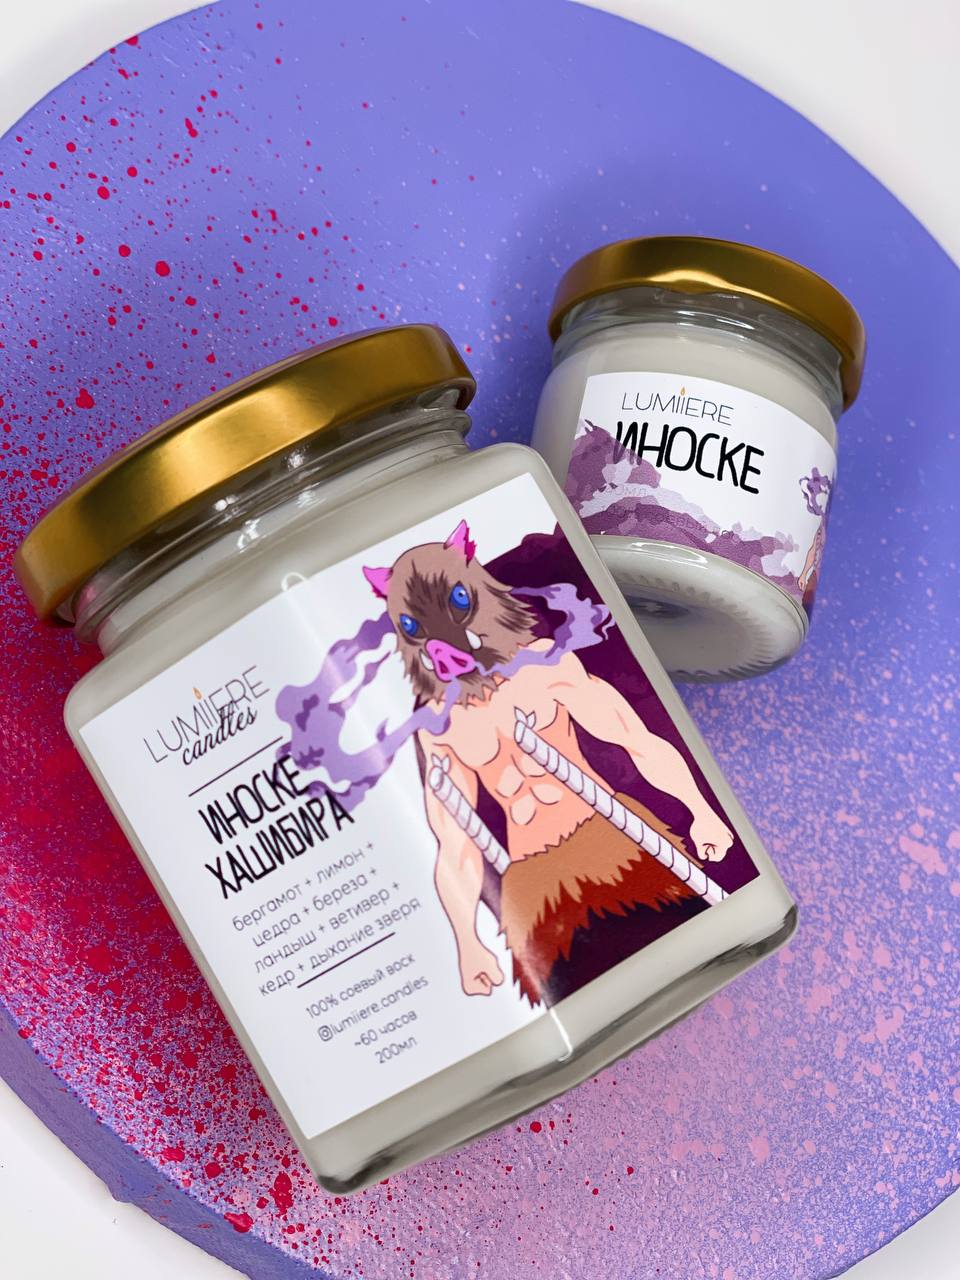 LUMIIERE
candles
ИНОСКЕ
ХАШИБИРА
бергамот + лимон +
цедра + береза +
ландыш + ветивер +
кедр + дыхание зверя
100% соевый воск
@lumiiere.candles
~60 часов
200мл
LUMIIERE
ИНОСКЕ